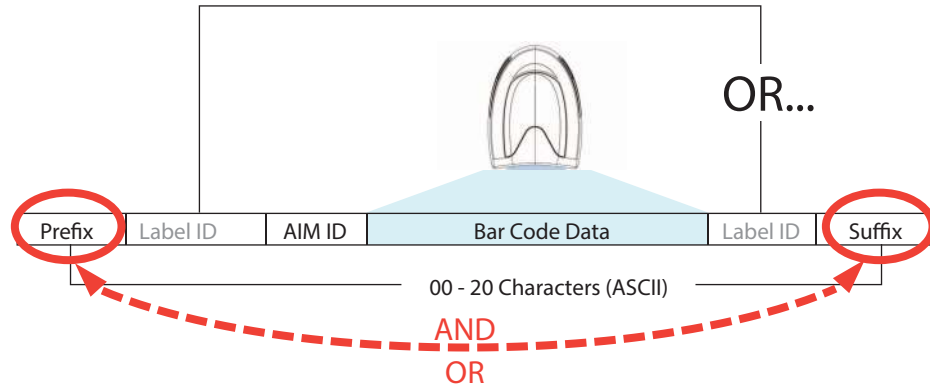 OR...
Prefix Label ID AIM ID Bar Code Data Label ID Suffix
00 - 20 Characters (ASCII)
AND
OR